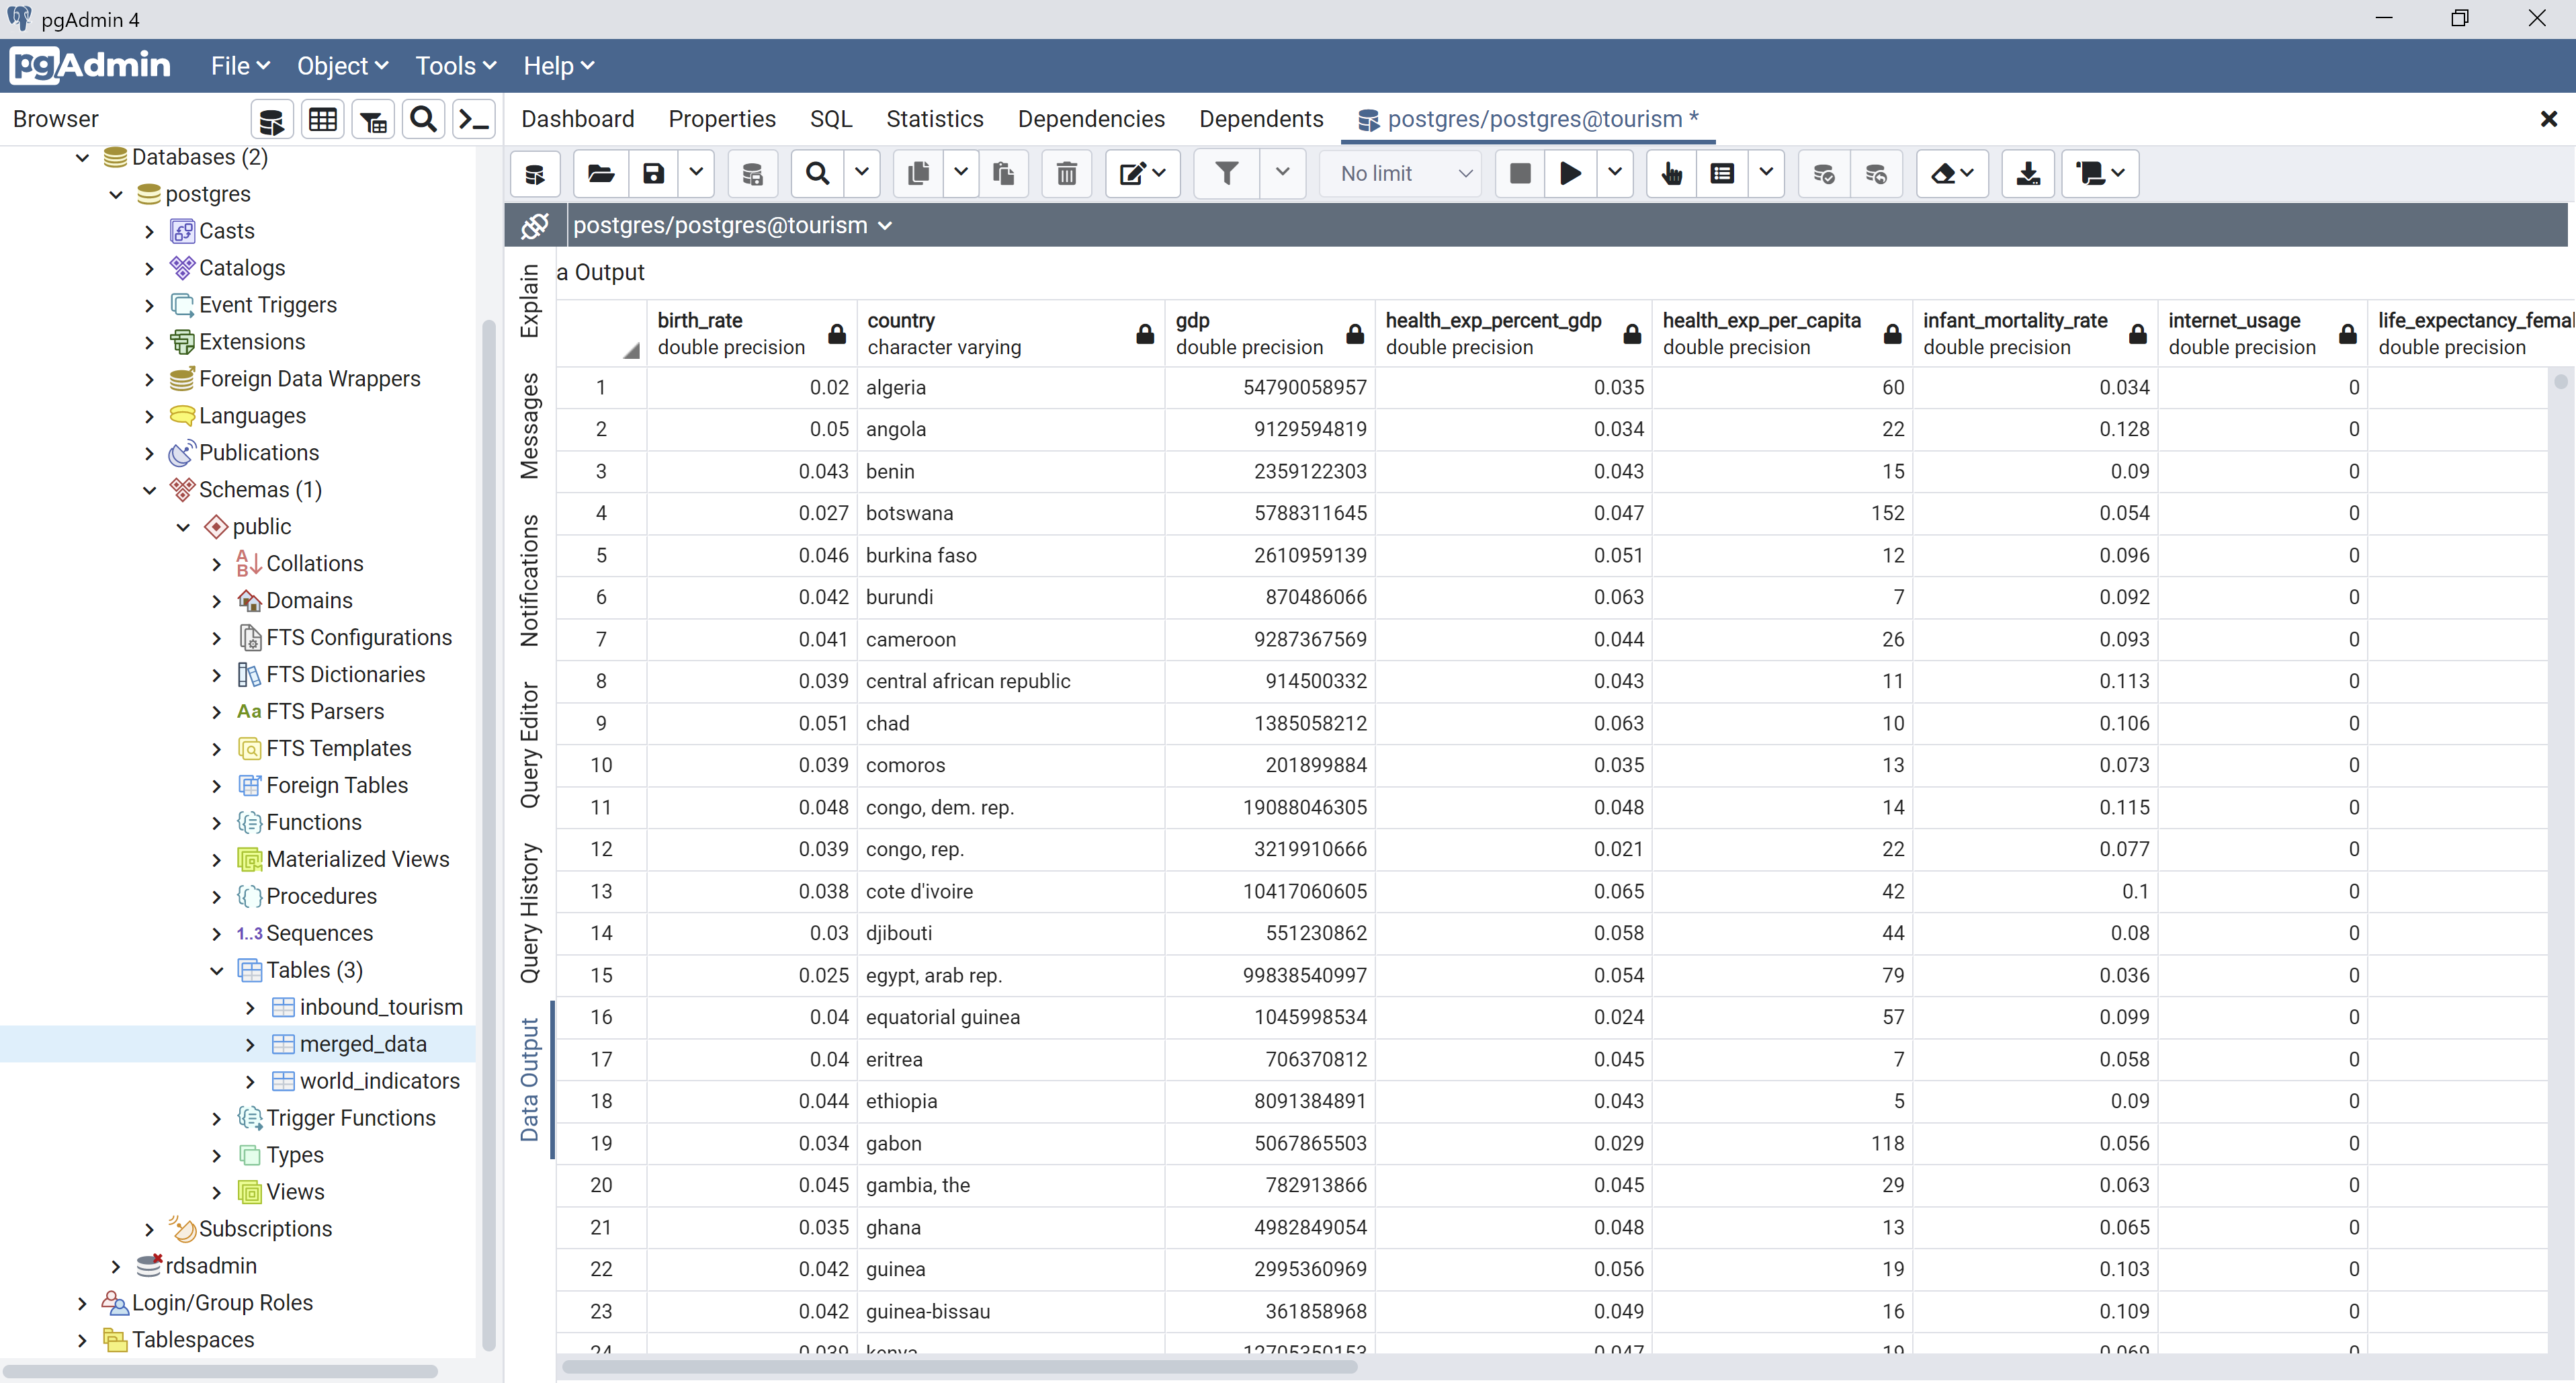 pgAdmin 4
pgAdmin File Object Tools Help
Browser
Dashboard Properties SQL Statistics Dependencies Dependents postgres/postgres@tourism *
No limit
postgres/postgres@tourism
Databases (2)
postgres
Casts
Catalogs
Event Triggers
Extensions
Foreign Data Wrappers
Languages
Publications
Schemas (1)
public
Collations
Domains
FTS Configurations
FTS Dictionaries
Aa FTS Parsers
FTS Templates
Foreign Tables
Functions
Materialized Views
Procedures
1..3 Sequences
Tables (3)
inbound_tourism
merged_data
world_indicators
Trigger Functions
Types
Views
Subscriptions
rdsadmin
Login/Group Roles
Tablespaces
Explain
Messages
Notifications
Query Editor
Query History
Data Output
a Output
birth_rate country gdp health_exp_percent_gdp health_exp_per_capita infant_mortality_rate internet_usage life_expectancy_femal
double precision character varying double precision double precision double precision double precision double precision double precision
1 0.02 algeria 54790058957 0.035 60 0.034 0
2 0.05 angola 9129594819 0.034 22 0.128 0
3 0.043 benin 2359122303 0.043 15 0.09 0
4 0.027 botswana 5788311645 0.047 152 0.054 0
5 0.046 burkina faso 2610959139 0.051 12 0.096 0
6 0.042 burundi 870486066 0.063 7 0.092 0
7 0.041 cameroon 9287367569 0.044 26 0.093 0
8 0.039 central african republic 914500332 0.043 11 0.113 0
9 0.051 chad 1385058212 0.063 10 0.106 0
10 0.039 comoros 201899884 0.035 13 0.073 0
11 0.048 congo, dem. rep. 19088046305 0.048 14 0.115 0
12 0.039 congo, rep. 3219910666 0.021 22 0.077 0
13 0.038 cote d'ivoire 10417060605 0.065 42 0.1 0
14 0.03 djibouti 551230862 0.058 44 0.08 0
15 0.025 egypt, arab rep. 99838540997 0.054 79 0.036 0
16 0.04 equatorial guinea 1045998534 0.024 57 0.099 0
17 0.04 eritrea 706370812 0.045 7 0.058 0
18 0.044 ethiopia 8091384891 0.043 5 0.09 0
19 0.034 gabon 5067865503 0.029 118 0.056 0
20 0.045 gambia, the 782913866 0.045 29 0.063 0
21 0.035 ghana 4982849054 0.048 13 0.065 0
22 0.042 guinea 2995360969 0.056 19 0.103 0
23 0.042 guinea-bissau 361858968 0.049 16 0.109 0
24 0.039 kenya 12705350153 0.047 19 0.069 0